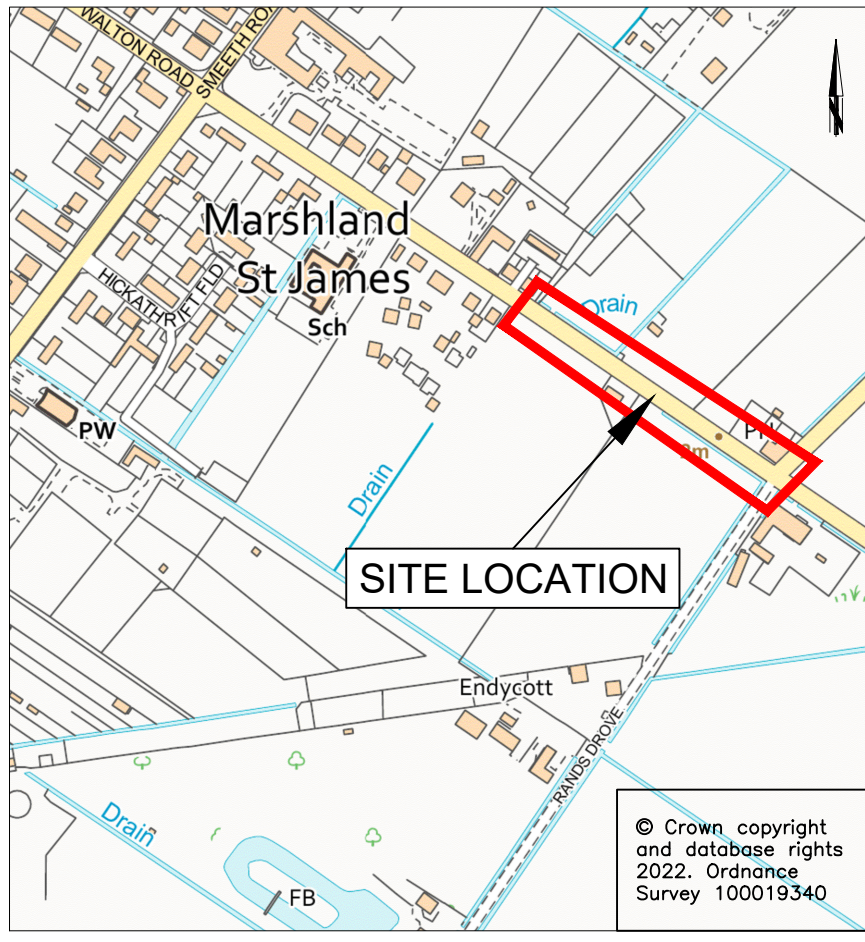 WALTON ROAD
SMEETH ROAD
Marshland
St James
HICKATHRIFT FLD
Sch
Drain
PW
PH
Drain
SITE LOCATION
Endycott
RANDS DROVE
Drain
FB
© Crown copyright
and database rights
2022. Ordnance
Survey 100019340
N